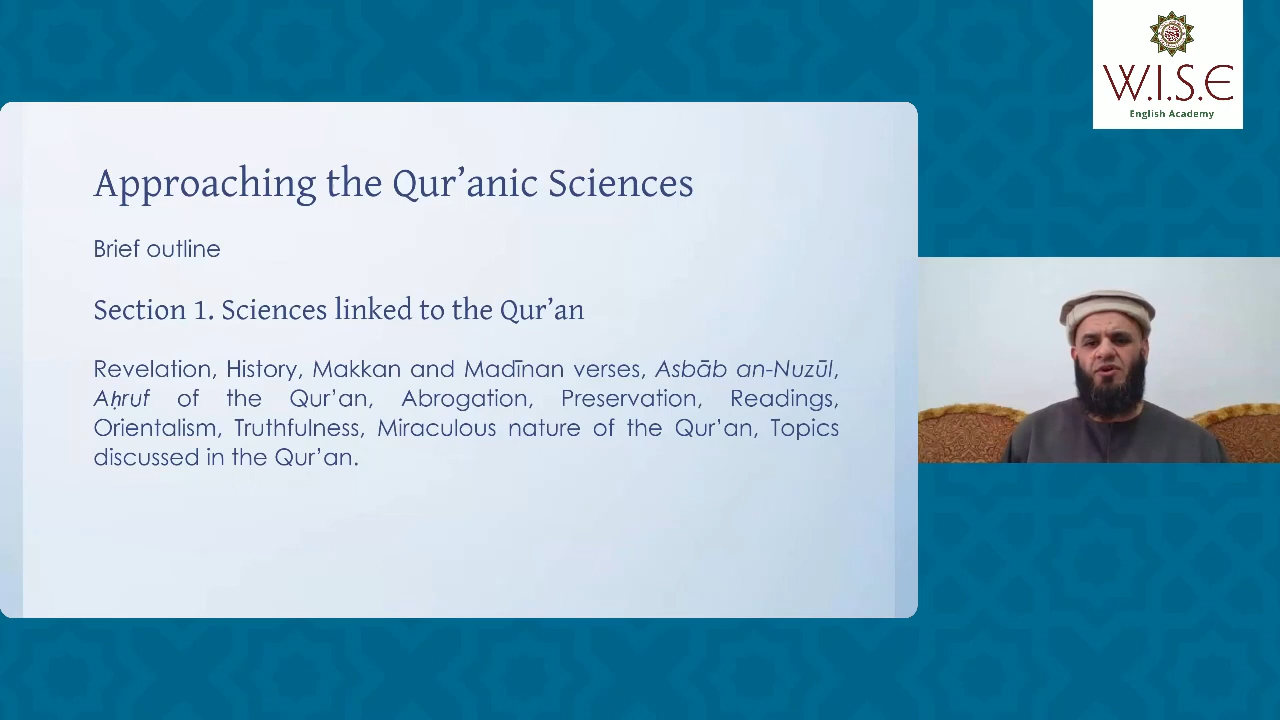 W.I.S.E
English Academy
Approaching the Qur’anic Sciences
Brief outline
Section 1. Sciences linked to the Qur’an
Revelation, History, Makkan and Madīnan verses, Asbāb an-Nuzūl,
Aḥruf of the Qur’an, Abrogation, Preservation, Readings,
Orientalism, Truthfulness, Miraculous nature of the Qur’an, Topics
discussed in the Qur’an.